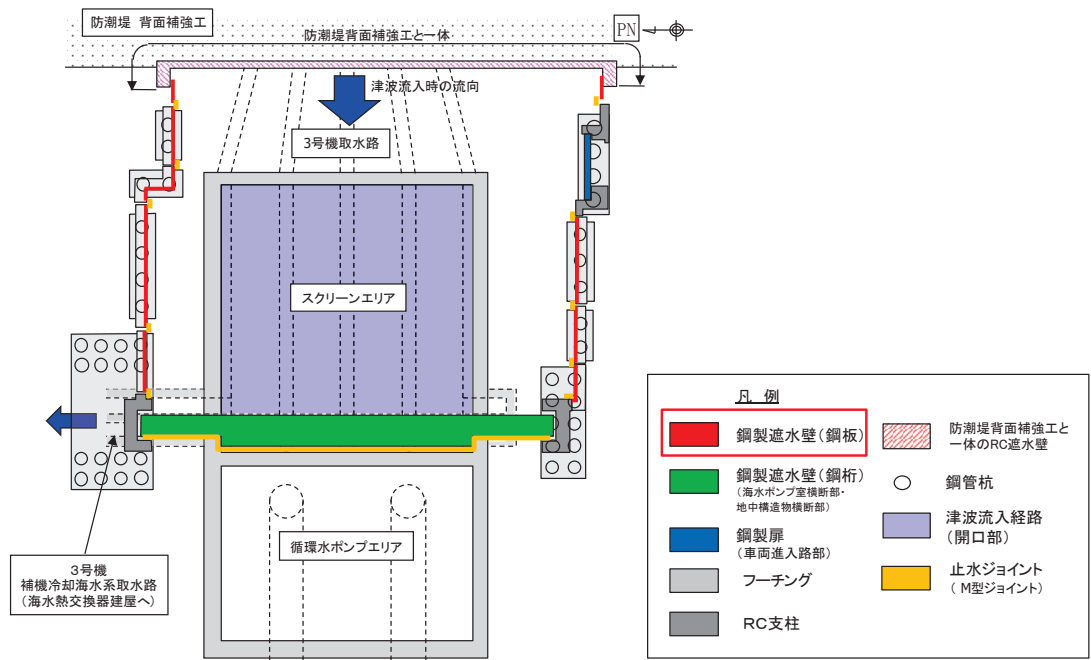 防潮堤 背面補強工
防潮堤背面補強工と一体
PN
津波流入時の流向
3号機取水路
スクリーンエリア
循環水ポンプエリア
3号機
補機冷却海水系取水路
(海水熱交換器建屋へ)
凡 例
鋼製遮水壁(鋼板)
鋼製遮水壁(鋼桁)
(海水ポンプ室横断部・
地中構造物横断部)
鋼製扉
(車両進入路部)
フーチング
RC支柱
防潮堤背面補強工と
一体のRC遮水壁
鋼管杭
津波流入経路
(開口部)
止水ジョイント
( M型ジョイント)